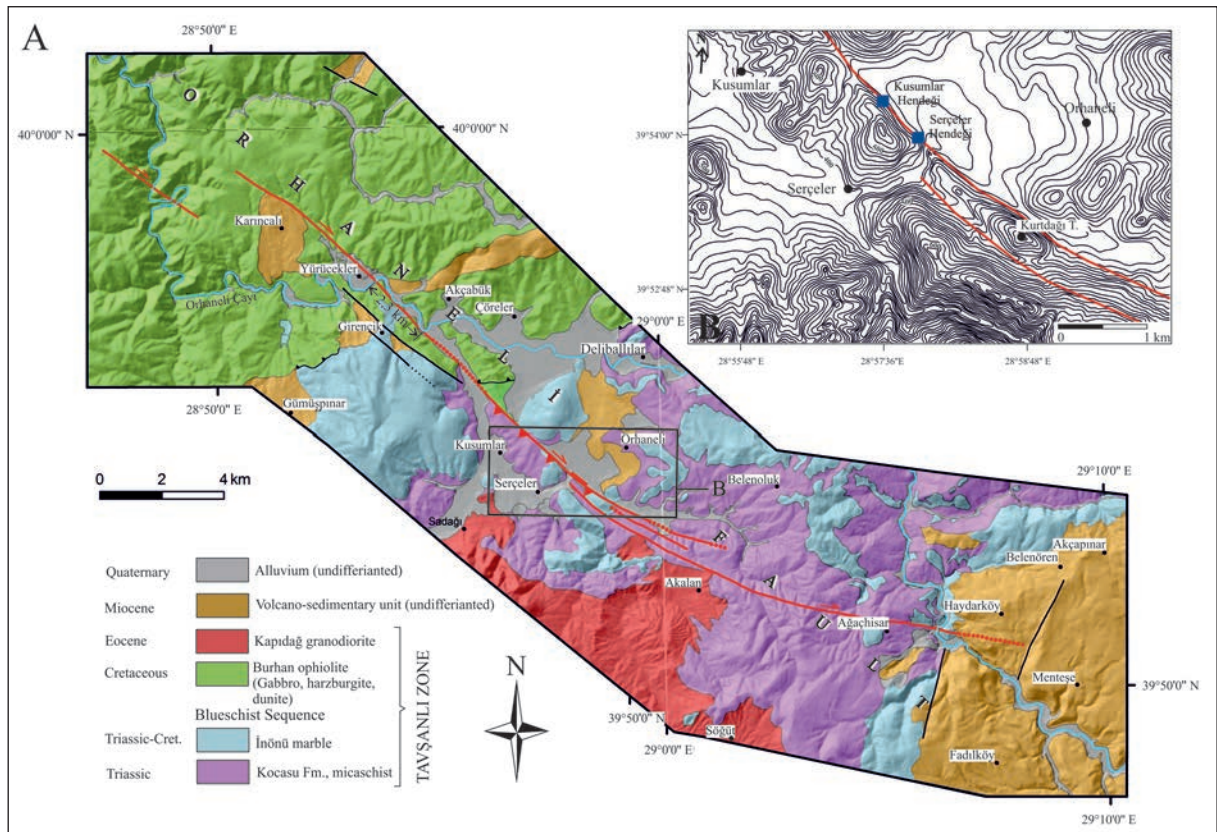 A
28°50'0" E
40°0'00" N
40°0'00" N
O
R
H
A
N
E
L
İ
F
A
Ü
L
T
Karıncalı
Yürücekler
Orhaneli Çayı
2.3 km
Akçabük
Girencik
Çöreler
29°0'0" E
Deliballılar
28°50'0" E
Gümüşpınar
Kusumlar
Orhaneli
Serçeler
B
Belenoluk
29°10'0" E
Sadağı
Akçapınar
Belenören
Akalan
Haydarköy
Ağaçhisar
Menteşe
39°50'0" N
39°50'0" N
29°0'0" E
Söğüt
Fadılköy
29°10'0" E
0 2 4 km
N
Quaternary Alluvium (undifferianted)
Miocene Volcano-sedimentary unit (undifferianted)
Eocene Kapıdağ granodiorite
Cretaceous Burhan ophiolite
(Gabbro, harzburgite,
dunite)
Blueschist Sequence
Triassic-Cret. İnönü marble
Triassic Kocasu Fm., micaschist
TAVŞANLI ZONE
N
Kusumlar
Kusumlar
Hendeği
Orhaneli
39°54'00" N
Serçeler
Hendeği
Serçeler
Kurtdağı T.
39°52'48" N
B
0 1 km
28°55'48" E
28°57'36" E
28°58'48" E